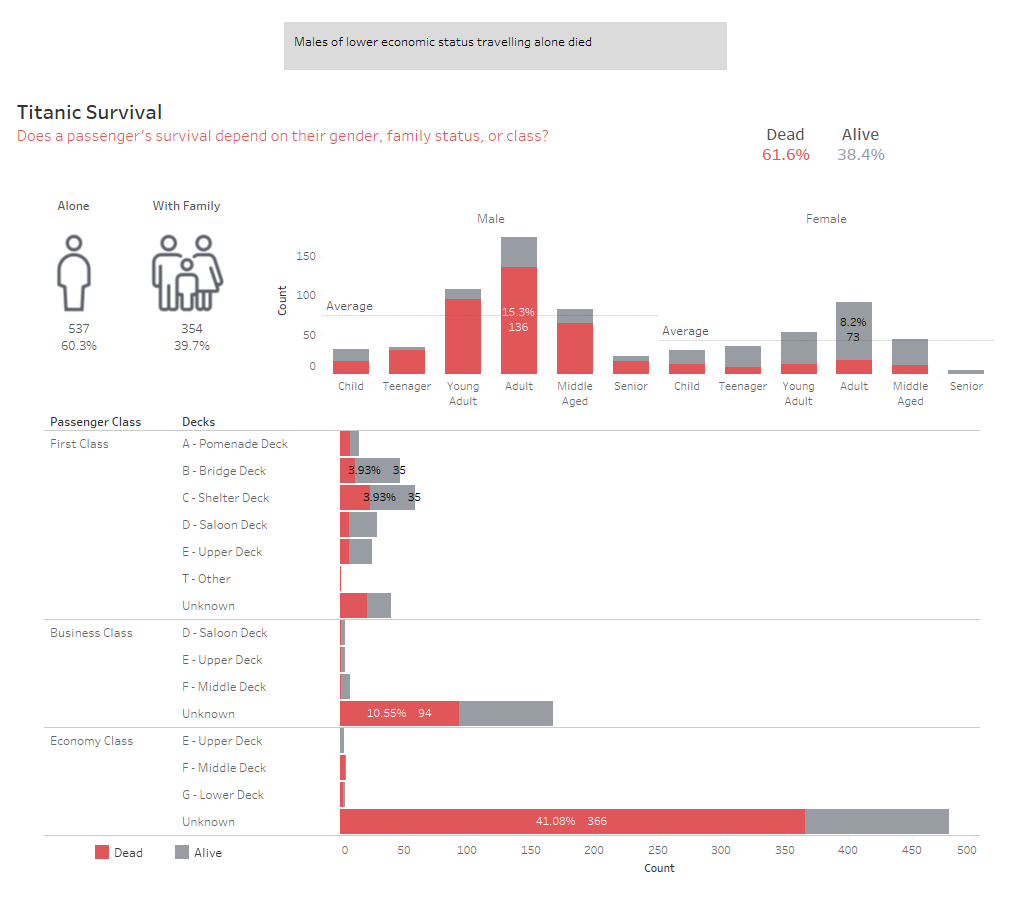 Males of lower economic status travelling alone died
Titanic Survival
Does a passenger's survival depend on their gender, family status, or class?
Dead Alive
61.6% 38.4%
Alone With Family
537 354
60.3% 39.7%
Male Female
Count
150
100
50
0
Average
Average
15.3%
136
8.2%
73
Child Teenager Young Adult Adult Middle Aged Senior Child Teenager Young Adult Adult Middle Aged Senior
Passenger Class Decks
First Class A - Pomenade Deck
B - Bridge Deck 3.93% 35
C - Shelter Deck 3.93% 35
D - Saloon Deck
E - Upper Deck
T - Other
Unknown
Business Class D - Saloon Deck
E - Upper Deck
F - Middle Deck
Unknown 10.55% 94
Economy Class E - Upper Deck
F - Middle Deck
G - Lower Deck
Unknown 41.08% 366
Dead Alive
0 50 100 150 200 250 300 350 400 450 500
Count